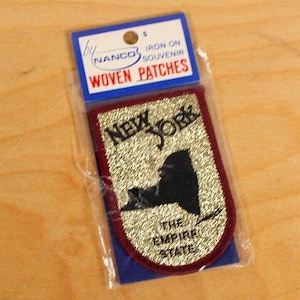 by NANCO
$
IRON ON
SOUVENIR
WOVEN PATCHES
NEW YORK
THE
EMPIRE
STATE